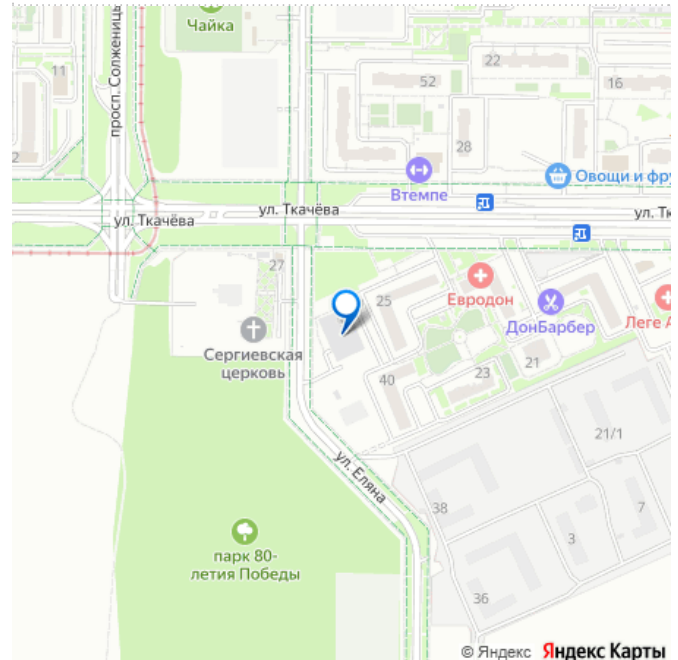 Чайка
просп. Солженицы
11
22
52
16
2
28
Втемпе
Овощи и фру
ул. Ткачёва
ул. Ткачёва
ул. Тк
27
25
Евродон
ДонБарбер
Леге А
Сергиевская
церковь
40
23
21
21/1
ул. Еляна
38
7
3
парк 80-
летия Победы
36
© Яндекс Яндекс Карты